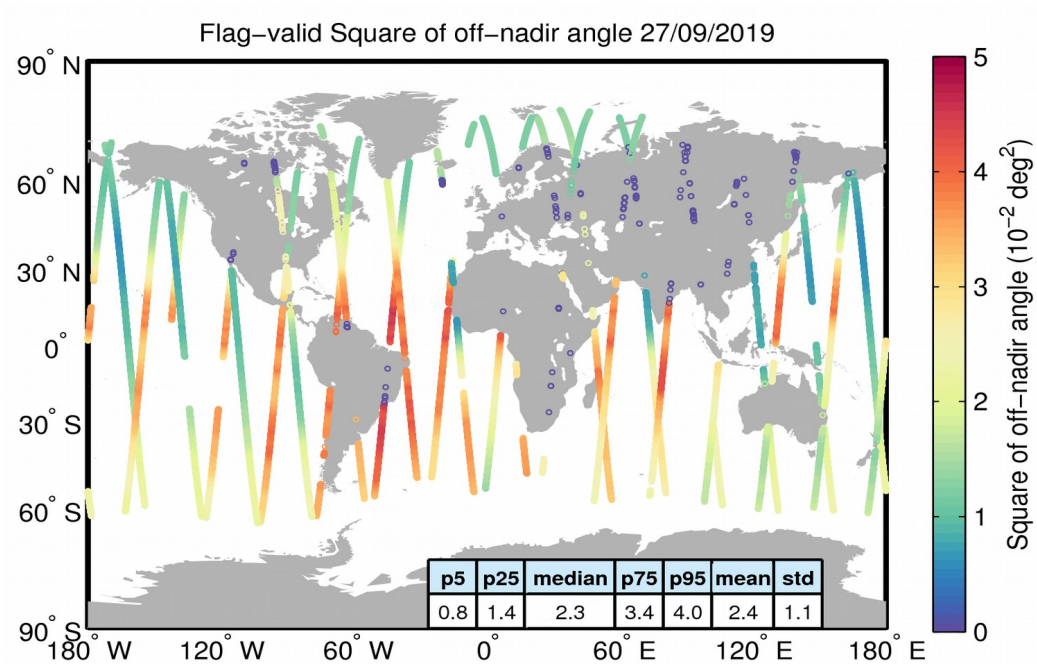 Flag−valid Square of off−nadir angle 27/09/2019
90° N
60° N
30° N
0°
30° S
60° S
90° S
180° W
120° W
60° W
0°
60° E
120° E
180° E
p5 p25 median p75 p95 mean std
0.8 1.4 2.3 3.4 4.0 2.4 1.1
5
4
3
2
1
0
Square of off−nadir angle (10⁻² deg²)